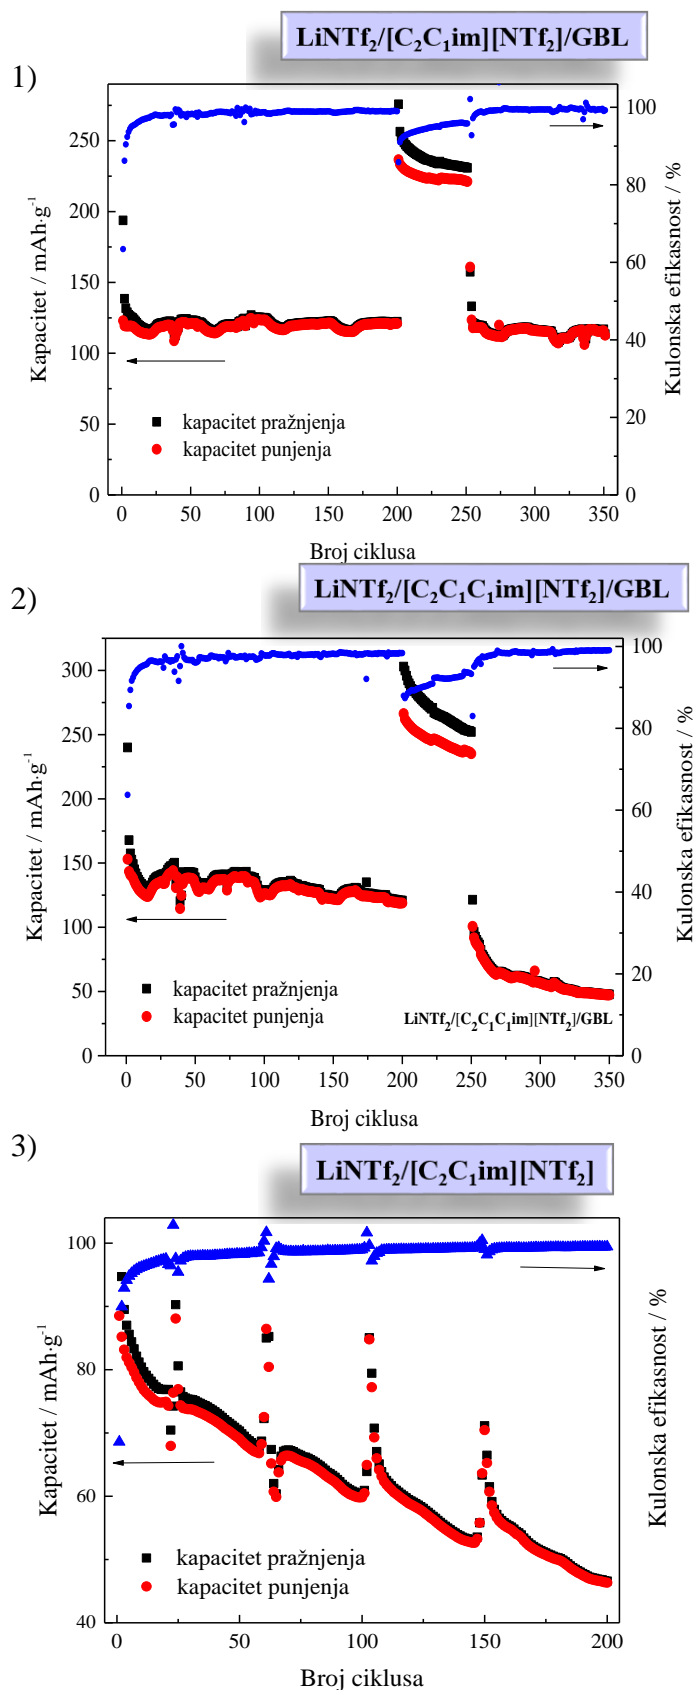 LiNTf₂/[C₂C₁im][NTf₂]/GBL
1)
250
200
150
100
50
0
100
80
60
40
20
0
Kapacitet / mAh·g⁻¹
Kulonska efikasnost / %
kapacitet pražnjenja
kapacitet punjenja
0 50 100 150 200 250 300 350
Broj ciklusa
LiNTf₂/[C₂C₁C₁im][NTf₂]/GBL
2)
300
250
200
150
100
50
0
100
80
60
40
20
0
Kapacitet / mAh·g⁻¹
Kulonska efikasnost / %
kapacitet pražnjenja
kapacitet punjenja
LiNTf₂/[C₂C₁C₁im][NTf₂]/GBL
0 50 100 150 200 250 300 350
Broj ciklusa
3)
LiNTf₂/[C₂C₁im][NTf₂]
100
80
60
40
Kapacitet / mAh·g⁻¹
Kulonska efikasnost / %
kapacitet pražnjenja
kapacitet punjenja
0 50 100 150 200
Broj ciklusa